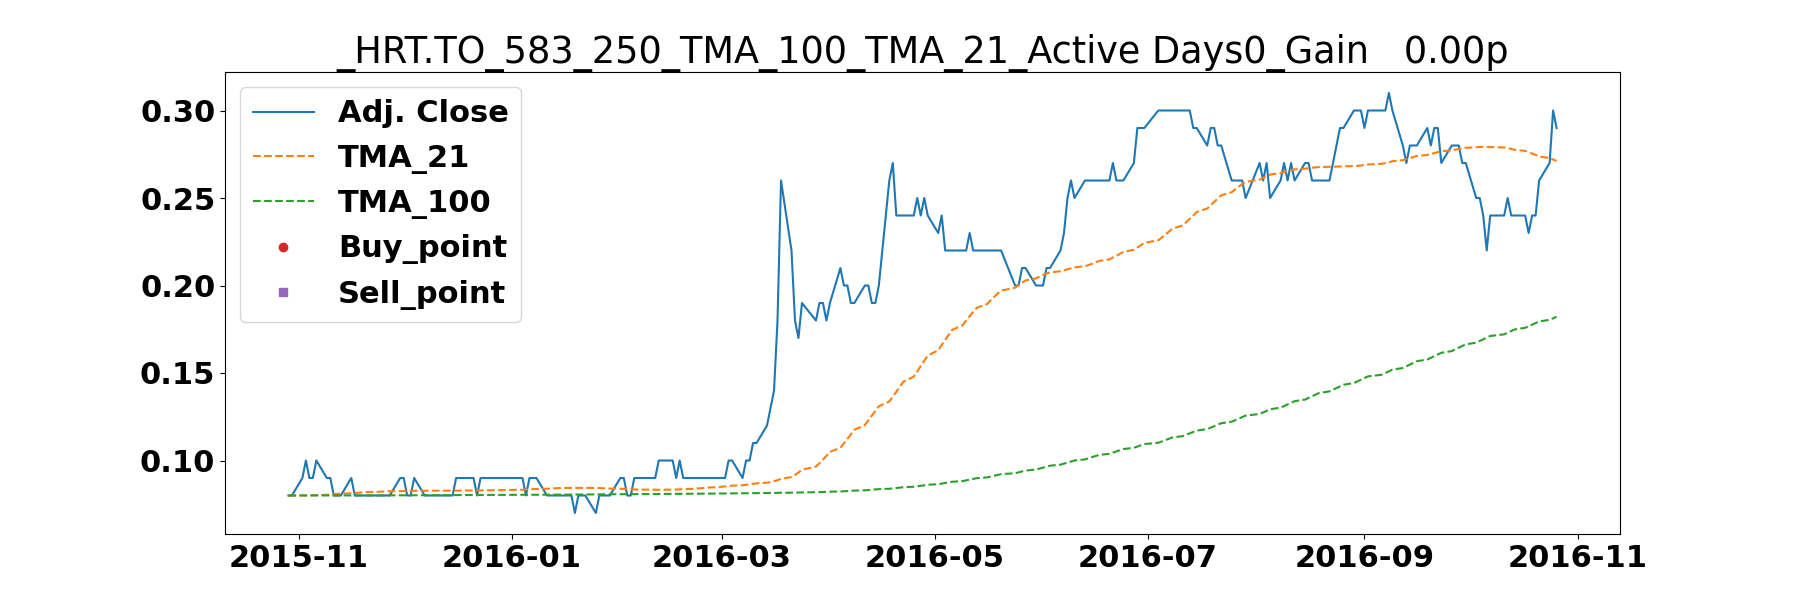 _HRT.TO_583_250_TMA_100_TMA_21_Active Days0_Gain   0.00p
Adj. Close
TMA_21
TMA_100
Buy_point
Sell_point
0.30
0.25
0.20
0.15
0.10
2015-11
2016-01
2016-03
2016-05
2016-07
2016-09
2016-11